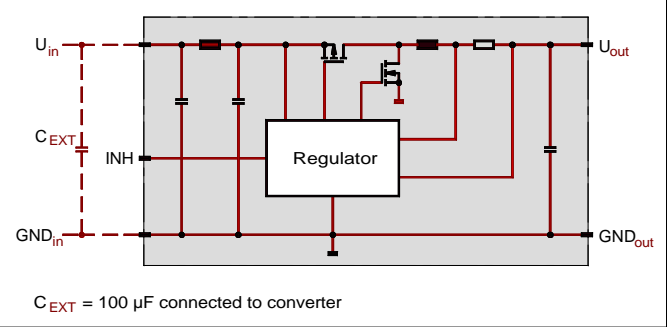 Uin
Uout
CEXT
INH
Regulator
GNDin
GNDout
CEXT = 100 µF connected to converter